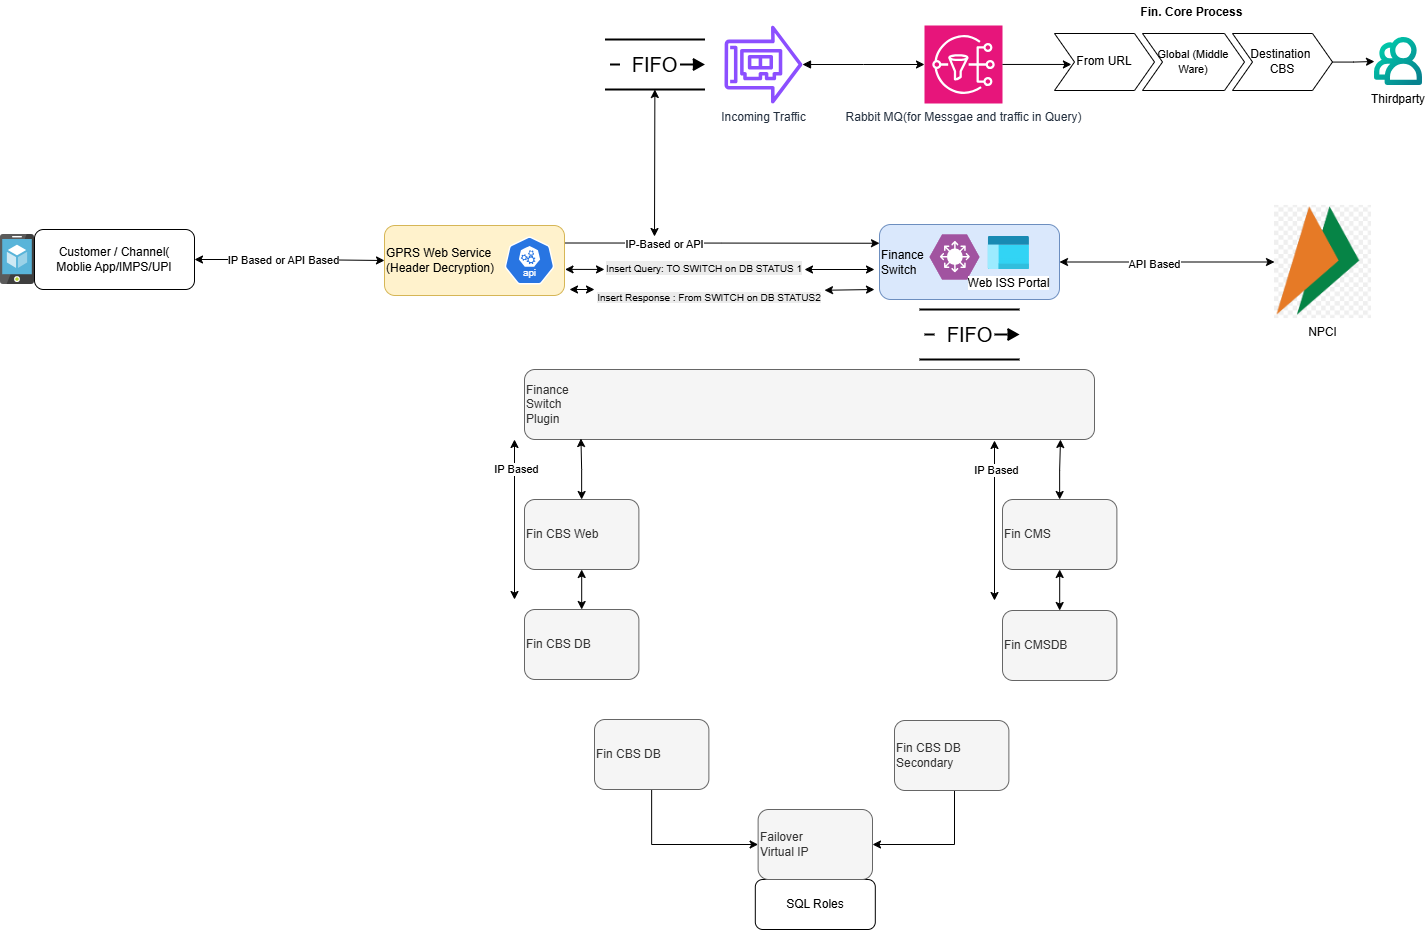 Fin. Core Process
FIFO
From URL
Global (Middle
Ware)
Destination
CBS
Thirdparty
Incoming Traffic
Rabbit MQ(for Messgae and traffic in Query)
Customer / Channel(
Moblie App/IMPS/UPI
IP Based or API Based
GPRS Web Service
(Header Decryption)
api
IP-Based or API
Insert Query: TO SWITCH on DB STATUS 1
Insert Response : From SWITCH on DB STATUS2
Finance
Switch
Web ISS Portal
API Based
NPCI
FIFO
Finance
Switch
Plugin
IP Based
IP Based
Fin CBS Web
Fin CMS
Fin CBS DB
Fin CMSDB
Fin CBS DB
Fin CBS DB
Secondary
Failover
Virtual IP
SQL Roles